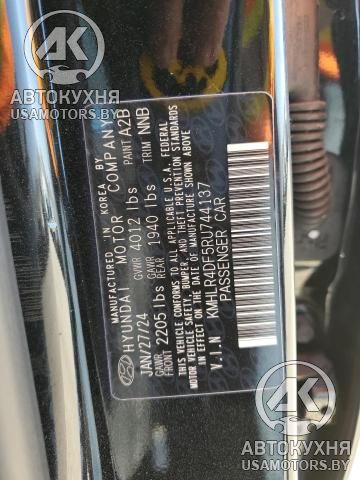 АВТОКУХНЯ
USAMOTORS.BY
MANUFACTURED IN KOREA BY
HYUNDAI MOTOR COMPANY
JAN/27/24 GVWR 4012 lbs PAINT A2B
GAWR FRONT 2205 lbs GAWR REAR 1940 lbs TRIM NNB
THIS VEHICLE CONFORMS TO ALL APPLICABLE U.S.A. FEDERAL
MOTOR VEHICLE SAFETY, BUMPER, AND THEFT PREVENTION
STANDARDS IN EFFECT ON THE DATE OF MANUFACTURE
SHOWN ABOVE.
V.I.N KMHLR4DF5RU744137
PASSENGER CAR
АВТОКУХНЯ
USAMOTORS.BY